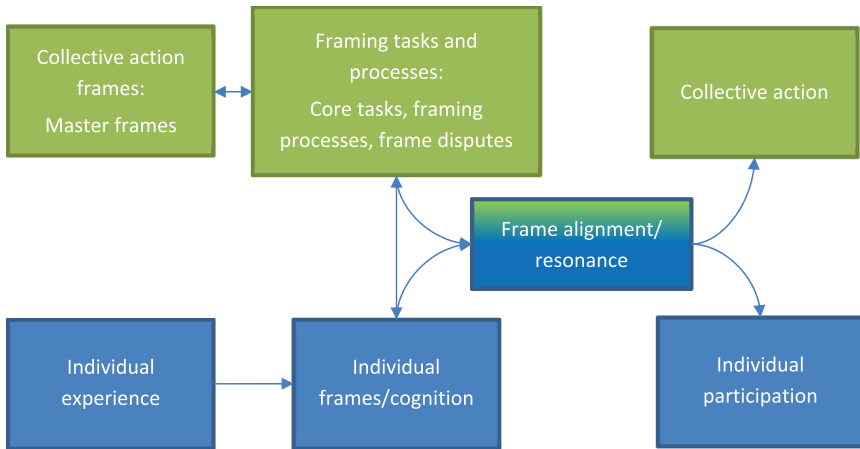 Collective action
frames:
Master frames
Framing tasks and
processes:
Core tasks, framing
processes, frame disputes
Collective action
Frame alignment/
resonance
Individual
experience
Individual
frames/cognition
Individual
participation